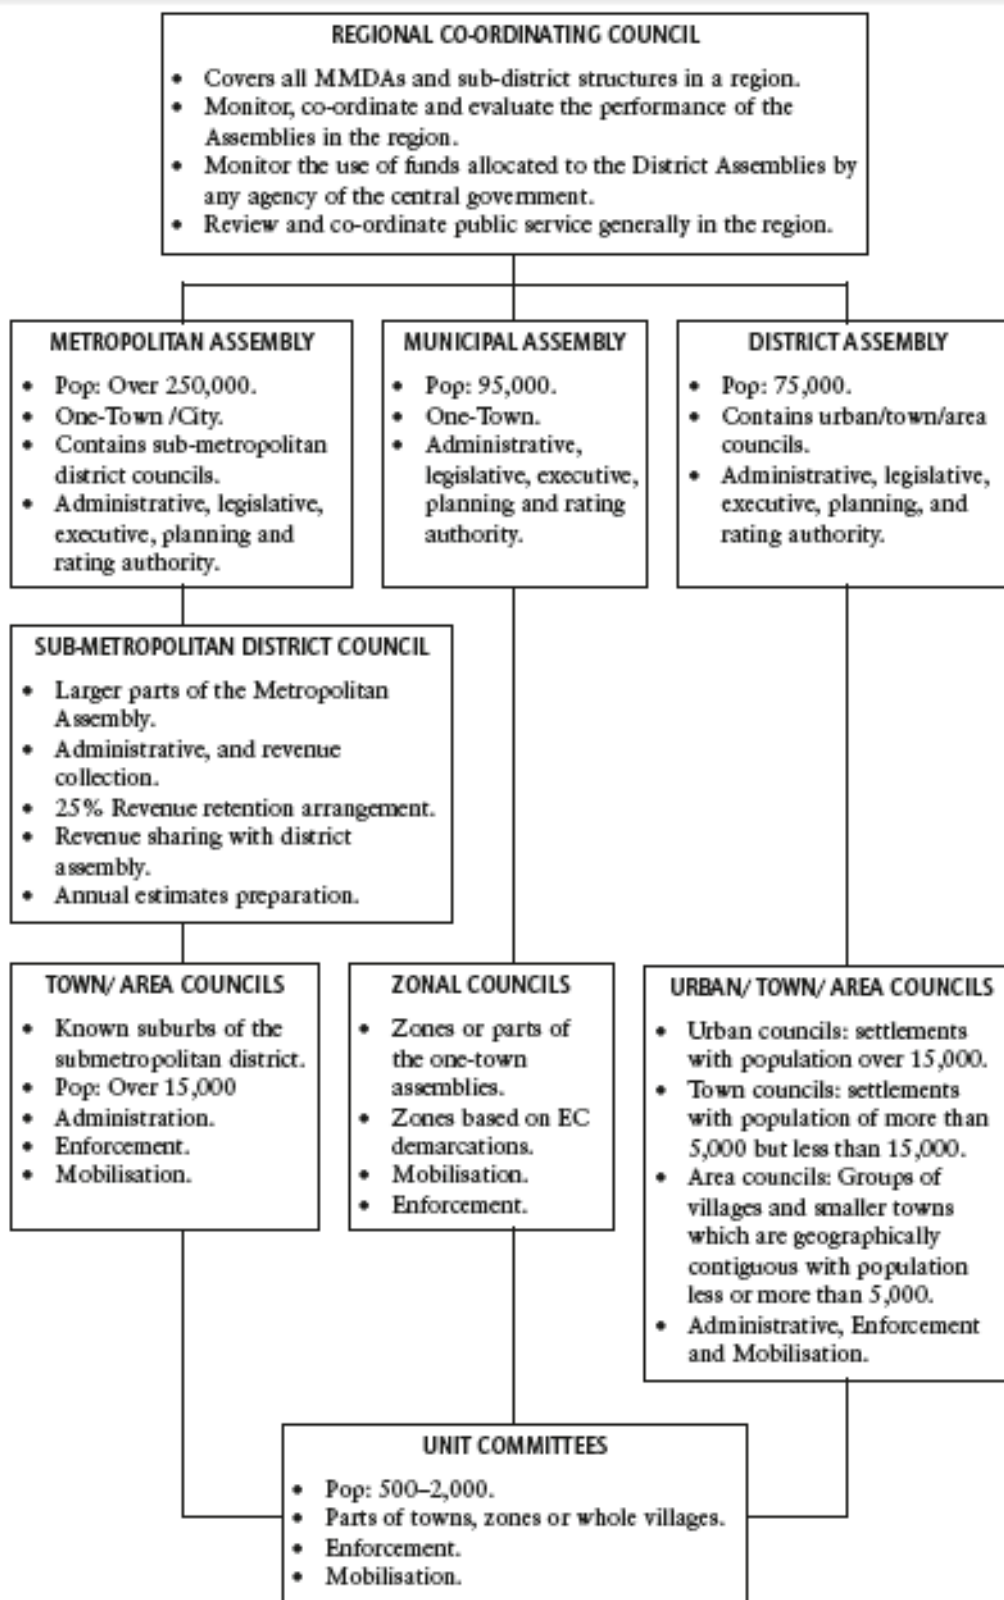 REGIONAL CO-ORDINATING COUNCIL
• Covers all MMDAs and sub-district structures in a region.
• Monitor, co-ordinate and evaluate the performance of the
Assemblies in the region.
• Monitor the use of funds allocated to the District Assemblies by
any agency of the central government.
• Review and co-ordinate public service generally in the region.
METROPOLITAN ASSEMBLY
• Pop: Over 250,000.
• One-Town /City.
• Contains sub-metropolitan
district councils.
• Administrative, legislative,
executive, planning and
rating authority.
MUNICIPAL ASSEMBLY
• Pop: 95,000.
• One-Town.
• Administrative,
legislative, executive,
planning and rating
authority.
DISTRICT ASSEMBLY
• Pop: 75,000.
• Contains urban/town/area
councils.
• Administrative, legislative,
executive, planning, and
rating authority.
SUB-METROPOLITAN DISTRICT COUNCIL
• Larger parts of the Metropolitan
Assembly.
• Administrative, and revenue
collection.
• 25% Revenue retention arrangement.
• Revenue sharing with district
assembly.
• Annual estimates preparation.
TOWN/ AREA COUNCILS
• Known suburbs of the
submetropolitan district.
• Pop: Over 15,000
• Administration.
• Enforcement.
• Mobilisation.
ZONAL COUNCILS
• Zones or parts of
the one-town
assemblies.
• Zones based on EC
demarcations.
• Mobilisation.
• Enforcement.
URBAN/ TOWN/ AREA COUNCILS
• Urban councils: settlements
with population over 15,000.
• Town councils: settlements
with population of more than
5,000 but less than 15,000.
• Area councils: Groups of
villages and smaller towns
which are geographically
contiguous with population
less or more than 5,000.
• Administrative, Enforcement
and Mobilisation.
UNIT COMMITTEES
• Pop: 500–2,000.
• Parts of towns, zones or whole villages.
• Enforcement.
• Mobilisation.